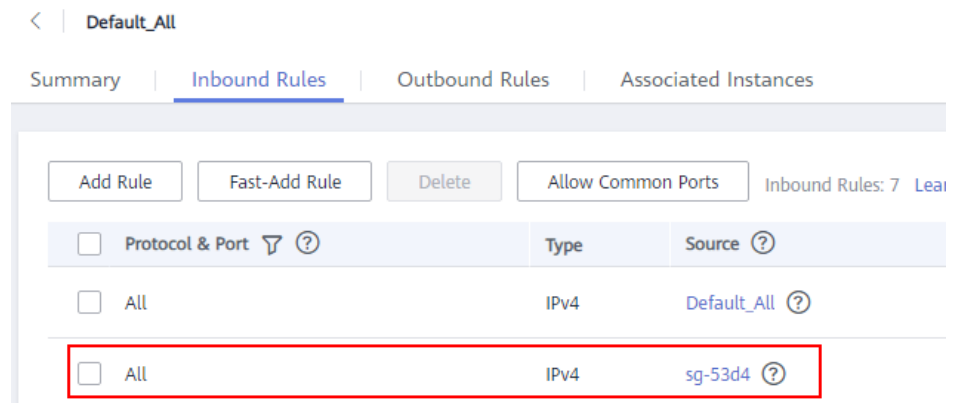 Default_All
Summary Inbound Rules Outbound Rules Associated Instances
Add Rule Fast-Add Rule Delete Allow Common Ports Inbound Rules: 7
Protocol & Port Type Source
All IPv4 Default_All
All IPv4 sg-53d4